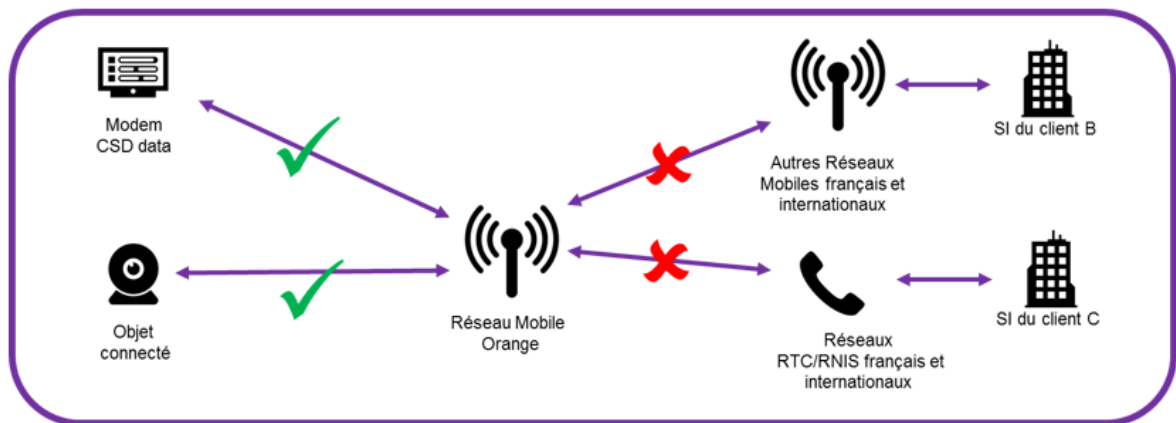 Modem
CSD data
Objet
connecté
Réseau Mobile
Orange
Autres Réseaux
Mobiles français et
internationaux
SI du client B
Réseaux
RTC/RNIS français et
internationaux
SI du client C